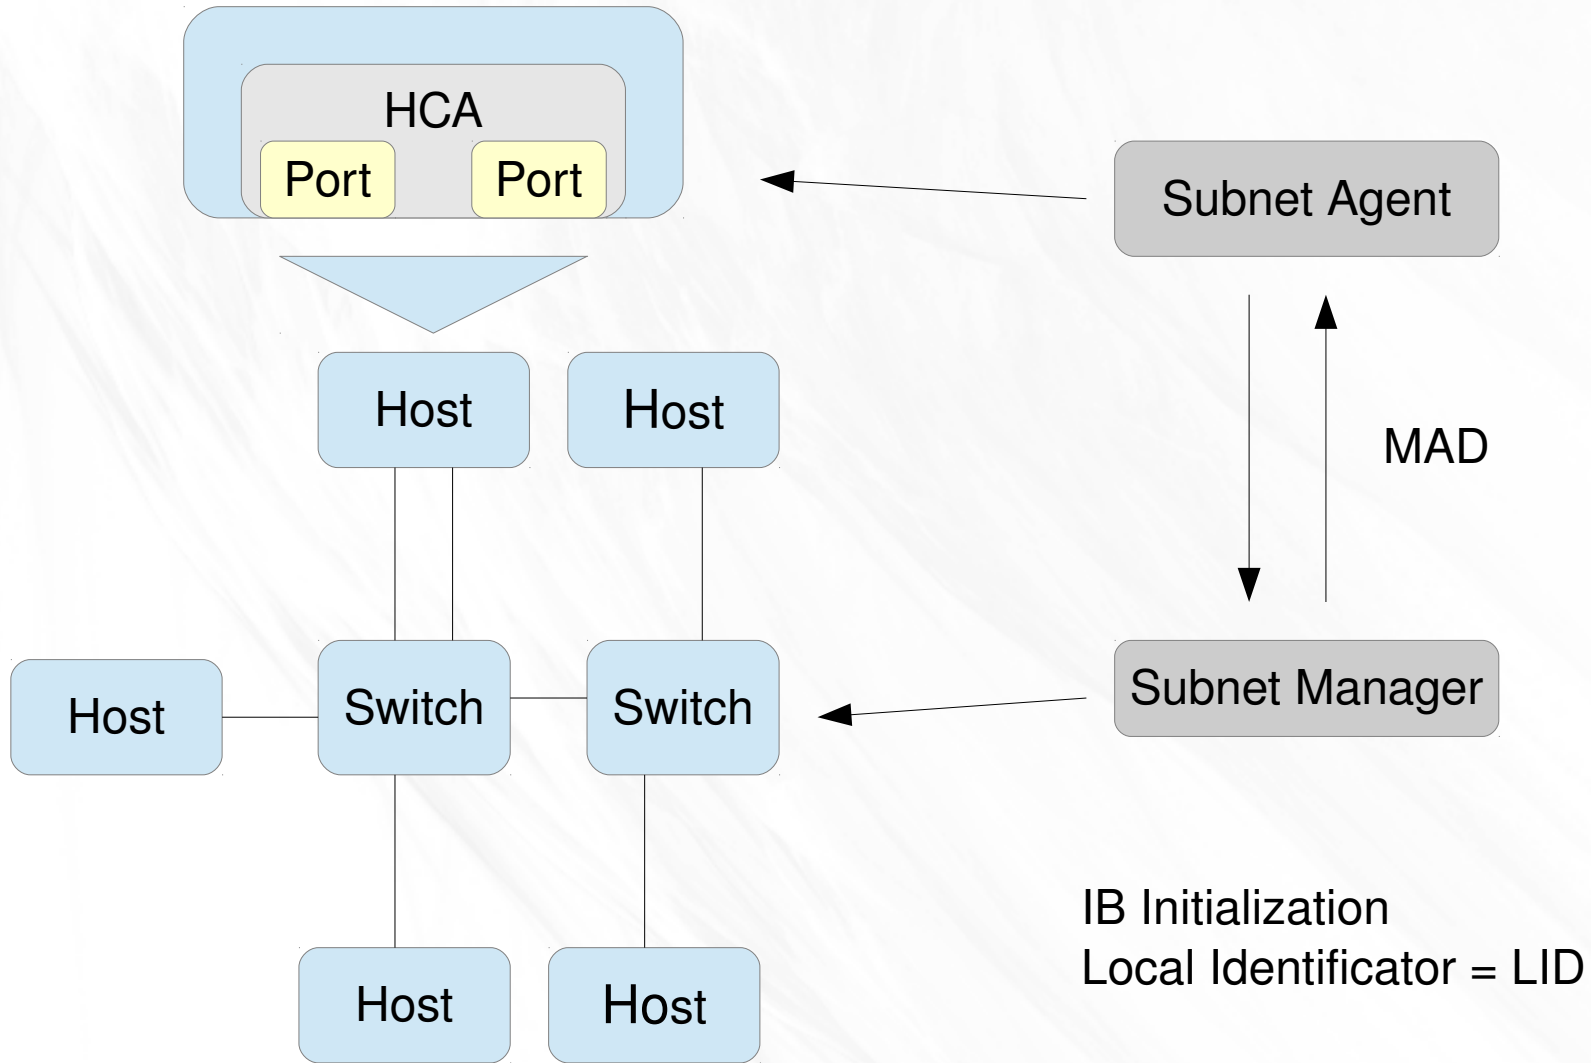 HCA
Port
Port
Subnet Agent
Host
Host
MAD
Host
Switch
Switch
Subnet Manager
Host
Host
IB Initialization
Local Identificator = LID